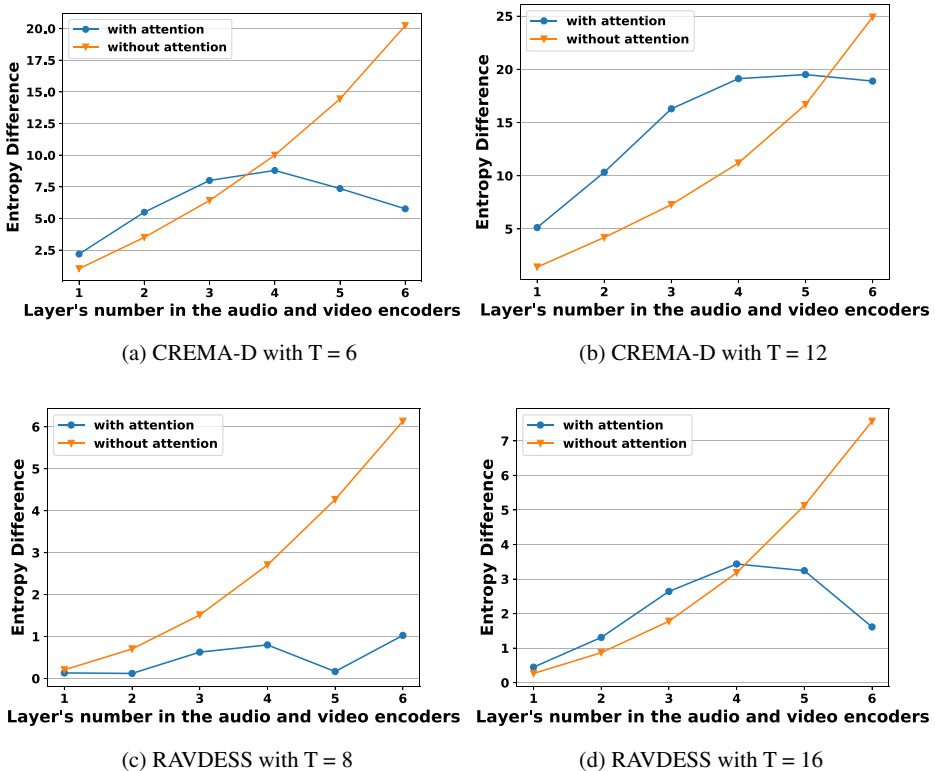 with attention
without attention
20.0
17.5
15.0
12.5
10.0
7.5
5.0
2.5
Entropy Difference
1 2 3 4 5 6
Layer's number in the audio and video encoders
(a) CREMA-D with T = 6
with attention
without attention
25
20
15
10
5
Entropy Difference
1 2 3 4 5 6
Layer's number in the audio and video encoders
(b) CREMA-D with T = 12
with attention
without attention
6
5
4
3
2
1
0
Entropy Difference
1 2 3 4 5 6
Layer's number in the audio and video encoders
(c) RAVDESS with T = 8
with attention
without attention
7
6
5
4
3
2
1
0
Entropy Difference
1 2 3 4 5 6
Layer's number in the audio and video encoders
(d) RAVDESS with T = 16